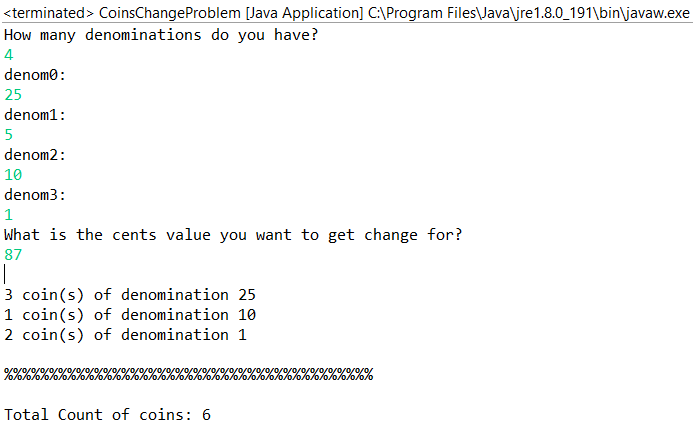 <terminated> CoinsChangeProblem [Java Application] C:\Program Files\Java\jre1.8.0_191\bin\javaw.exe
How many denominations do you have?
4
denom0:
25
denom1:
5
denom2:
10
denom3:
1
What is the cents value you want to get change for?
87
3 coin(s) of denomination 25
1 coin(s) of denomination 10
2 coin(s) of denomination 1
%%%%%%%%%%%%%%%%%%%%%%%%%%%%%%%%%%%%%%%%%
Total Count of coins: 6